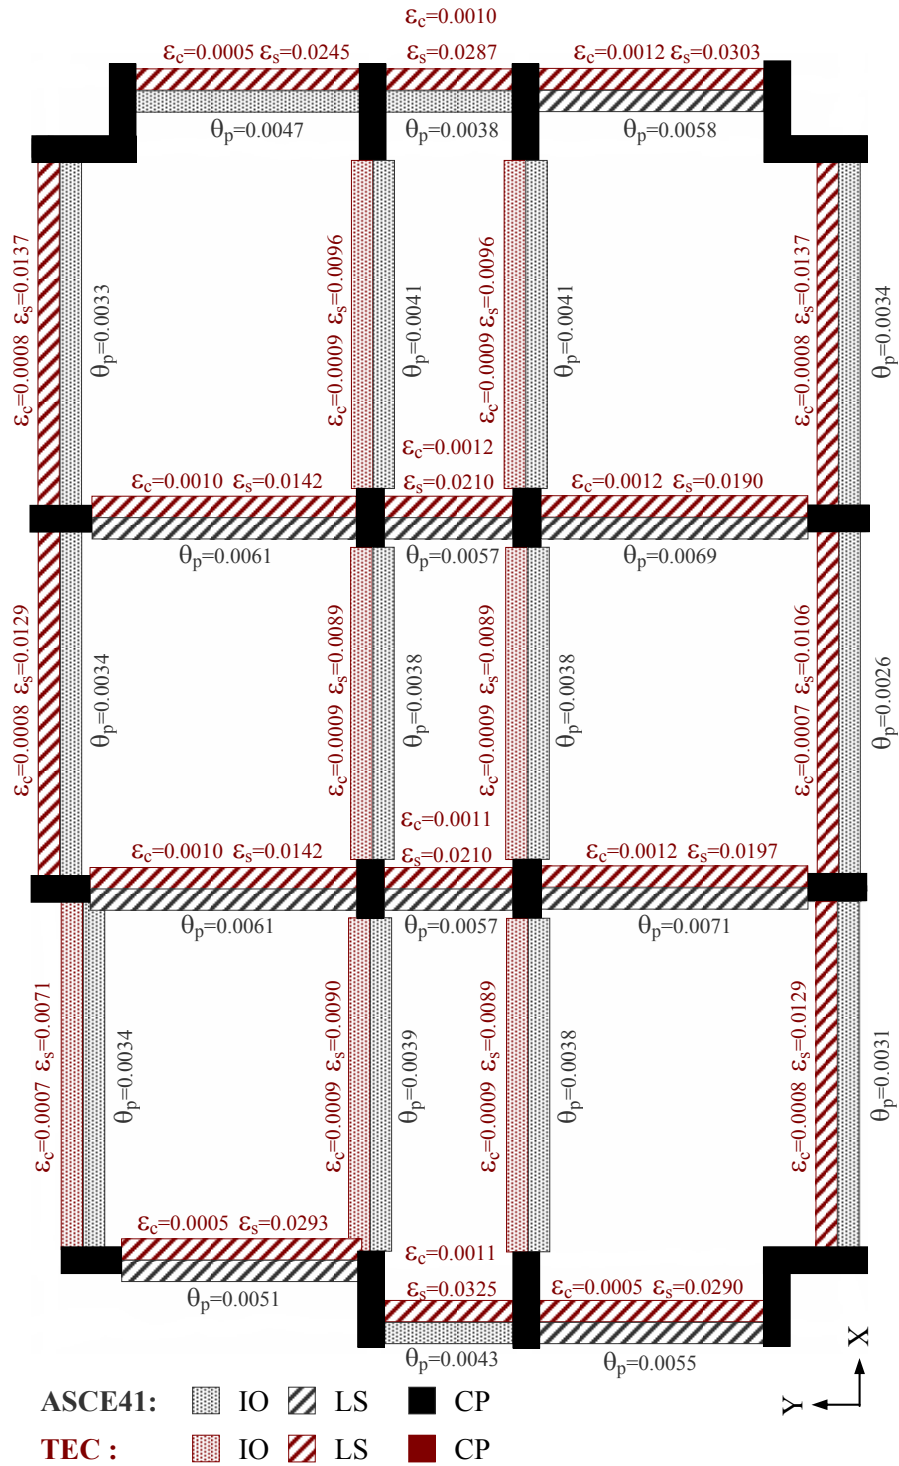 εc=0.0010
εc=0.0005 εs=0.0245
εs=0.0287
εc=0.0012 εs=0.0303
θp=0.0047
θp=0.0038
θp=0.0058
εc=0.0008 εs=0.0137
θp=0.0033
εc=0.0009 εs=0.0096
θp=0.0041
εc=0.0009 εs=0.0096
θp=0.0041
εc=0.0008 εs=0.0137
θp=0.0034
εc=0.0012
εc=0.0010 εs=0.0142
εs=0.0210
εc=0.0012 εs=0.0190
θp=0.0061
θp=0.0057
θp=0.0069
εc=0.0008 εs=0.0129
θp=0.0034
εc=0.0009 εs=0.0089
θp=0.0038
εc=0.0009 εs=0.0089
θp=0.0038
εc=0.0007 εs=0.0106
θp=0.0026
εc=0.0011
εc=0.0010 εs=0.0142
εs=0.0210
εc=0.0012 εs=0.0197
θp=0.0061
θp=0.0057
θp=0.0071
εc=0.0007 εs=0.0071
θp=0.0034
εc=0.0009 εs=0.0090
θp=0.0039
εc=0.0009 εs=0.0089
θp=0.0038
εc=0.0008 εs=0.0129
θp=0.0031
εc=0.0005 εs=0.0293
εc=0.0011
θp=0.0051
εs=0.0325
εc=0.0005 εs=0.0290
θp=0.0043
θp=0.0055
X
Y
ASCE41: IO LS CP
TEC : IO LS CP